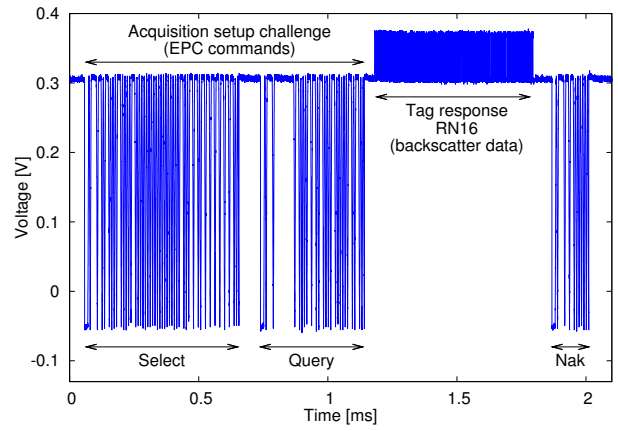 Acquisition setup challenge
(EPC commands)
Tag response
RN16
(backscatter data)
Select
Query
Nak
Voltage [V]
0.4
0.3
0.2
0.1
0
-0.1
0
0.5
1
1.5
2
Time [ms]